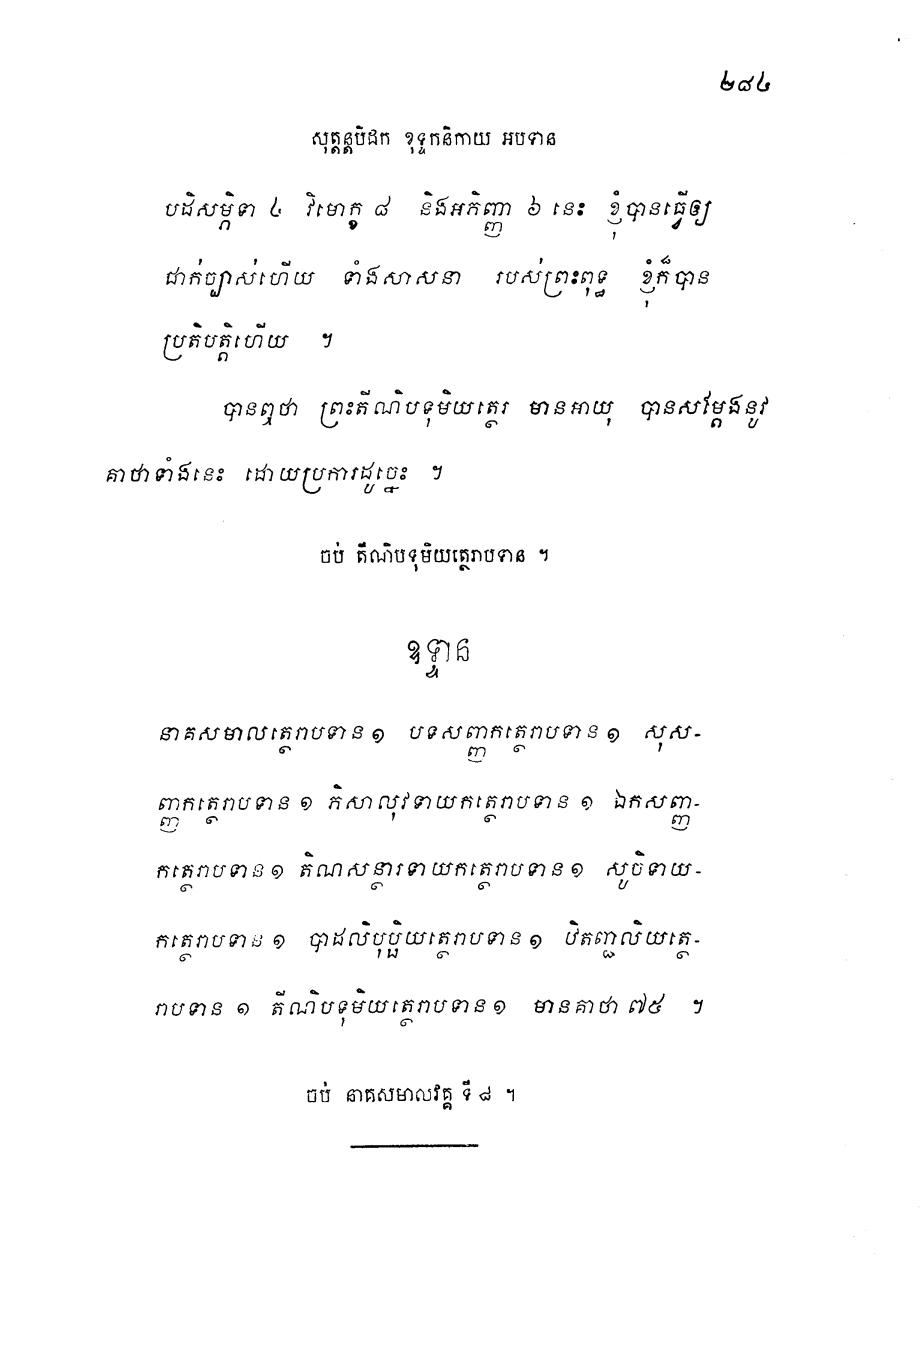 ២៨៤
សុត្តន្តបិដក ខុទ្ទកនិកាយ អបទាន
បដិសម្ភិទា ៤ វិមោក្ខ ៨ និងអភិញ្ញា ៦ នេះ ខ្ញុំបានធ្វើឲ្យ
ជាក់ច្បាស់ហើយ ទាំងសាសនា របស់ព្រះពុទ្ធ ខ្ញុំក៏បាន
ប្រតិបត្តិហើយ ។
បានឮថា ព្រះតីណិបទុមិយត្ថេរ មានអាយុ បានសម្តែងនូវ
គាថាទាំងនេះ ដោយប្រការដូច្នេះ ។
ចប់ តីណិបទុមិយត្ថេរាបទាន ។
ឧទ្ទាន
នាគសមាលត្ថេរាបទាន ១ បទសញ្ញកត្ថេរាបទាន ១ សុស-
ញ្ញកត្ថេរាបទាន ១ ភិសាលុវទាយកត្ថេរាបទាន ១ ឯកសញ្ញ-
កត្ថេរាបទាន ១ តិណសន្ថារទាយកត្ថេរាបទាន ១ សូចិទាយ-
កត្ថេរាបទាន ១ បាដលិបុប្ផិយត្ថេរាបទាន ១ ឋិតញ្ជលិយត្ថេ-
រាបទាន ១ តីណិបទុមិយត្ថេរាបទាន ១ មានគាថា ៧៥ ។
ចប់ នាគសមាលវគ្គ ទី ៨ ។